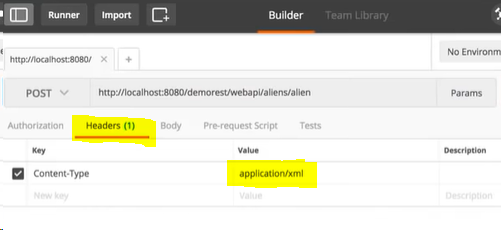 Runner Import Builder Team Library
No Environm
http://localhost:8080/ × +
POST http://localhost:8080/demorest/webapi/aliens/alien Params
Authorization Headers (1) Body Pre-request Script Tests
Key Value Description
Content-Type application/xml
New key Value Description